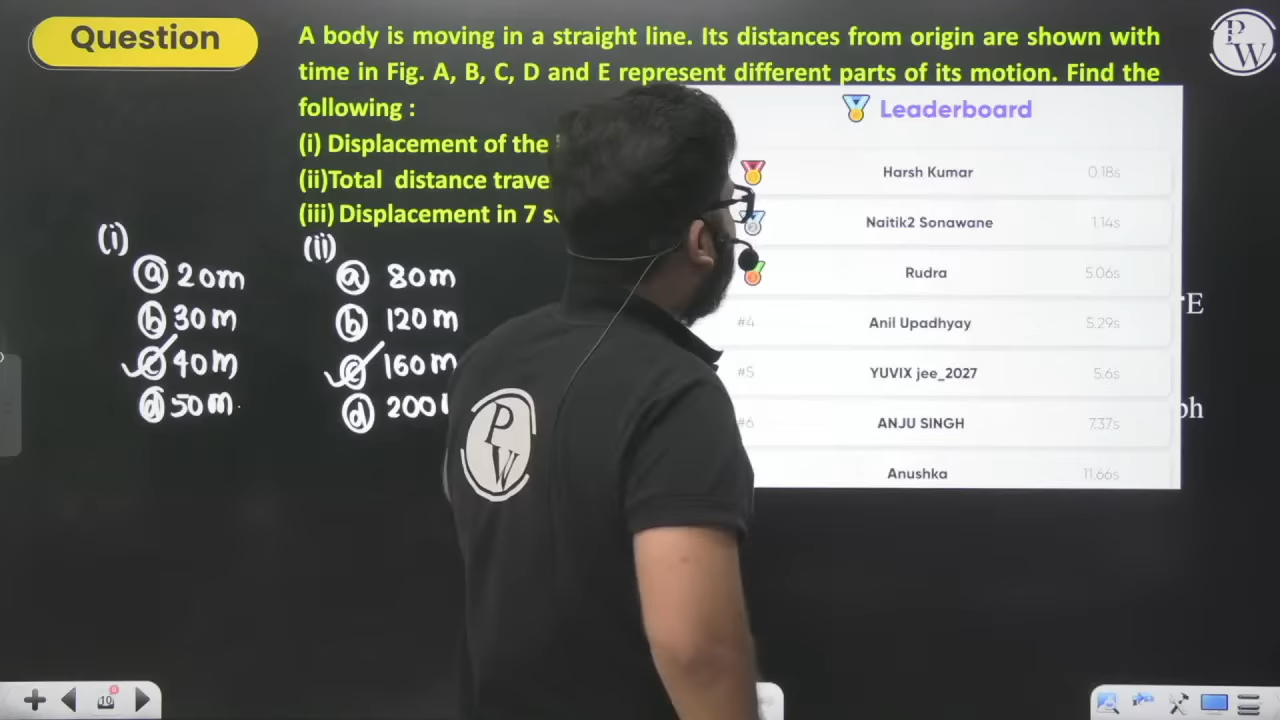 Question
A body is moving in a straight line. Its distances from origin are shown with
time in Fig. A, B, C, D and E represent different parts of its motion. Find the
following :
(i) Displacement of the
(ii)Total distance trave
(iii) Displacement in 7 s
PW
Leaderboard
Harsh Kumar 0.18s
2 Naitik2 Sonawane 1.14s
Rudra 5.06s
#4 Anil Upadhyay 5.29s
#5 YUVIX jee_2027 5.6s
#6 ANJU SINGH 7.37s
Anushka 11.66s
(i)
a 20m
b 30m
c 40m
d 50m.
(ii)
a 80m
b 120m
c 160m
d 200
E
ph
PW
10